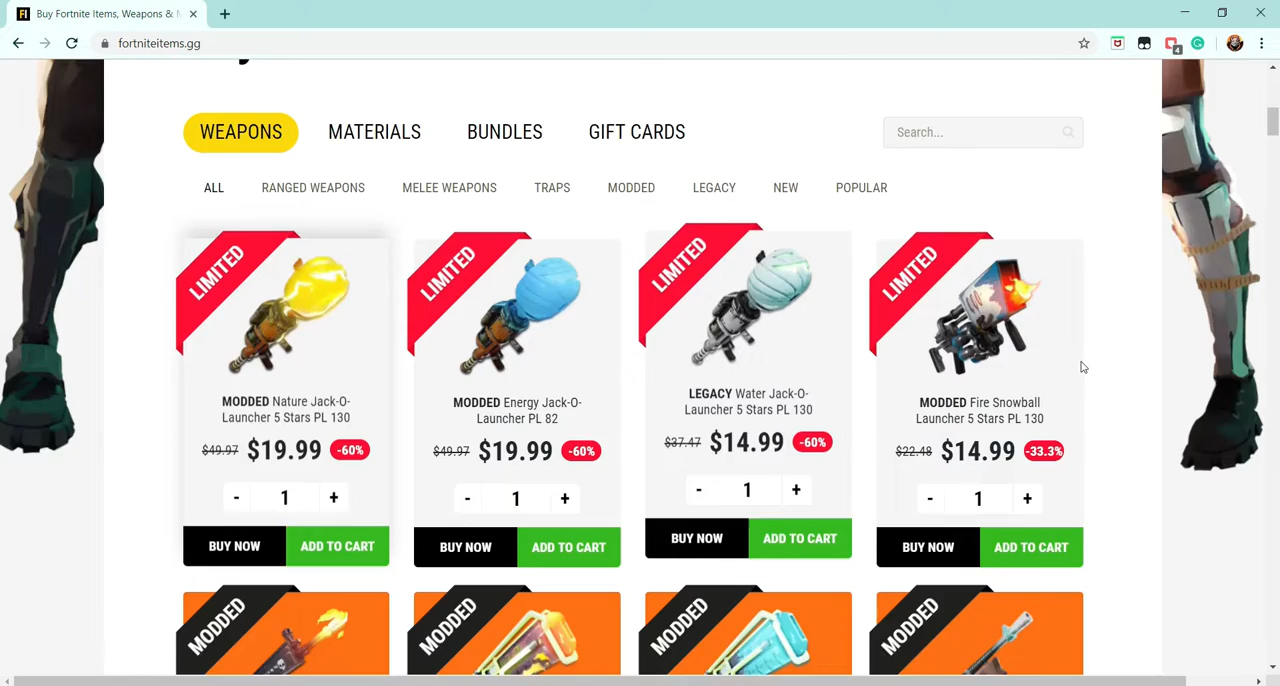 Buy Fortnite Items, Weapons &
fortniteitems.gg
4
WEAPONS
MATERIALS
BUNDLES
GIFT CARDS
Search...
ALL
RANGED WEAPONS
MELEE WEAPONS
TRAPS
MODDED
LEGACY
NEW
POPULAR
LIMITED
MODDED Nature Jack-O-
Launcher 5 Stars PL 130
$49.97 $19.99 -60%
- 1 +
BUY NOW ADD TO CART
LIMITED
MODDED Energy Jack-O-
Launcher PL 82
$49.97 $19.99 -60%
- 1 +
BUY NOW ADD TO CART
LIMITED
LEGACY Water Jack-O-
Launcher 5 Stars PL 130
$37.47 $14.99 -60%
- 1 +
BUY NOW ADD TO CART
LIMITED
MODDED Fire Snowball
Launcher 5 Stars PL 130
$22.48 $14.99 -33.3%
- 1 +
BUY NOW ADD TO CART
MODDED
MODDED
MODDED
MODDED